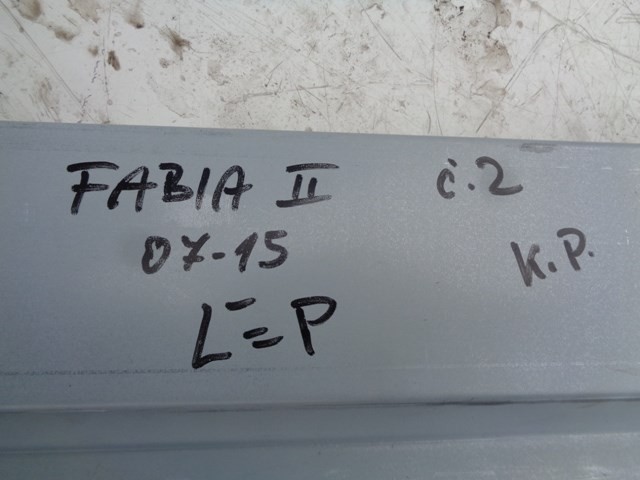 FABIA II č.2
07-15 K.P.
L=P